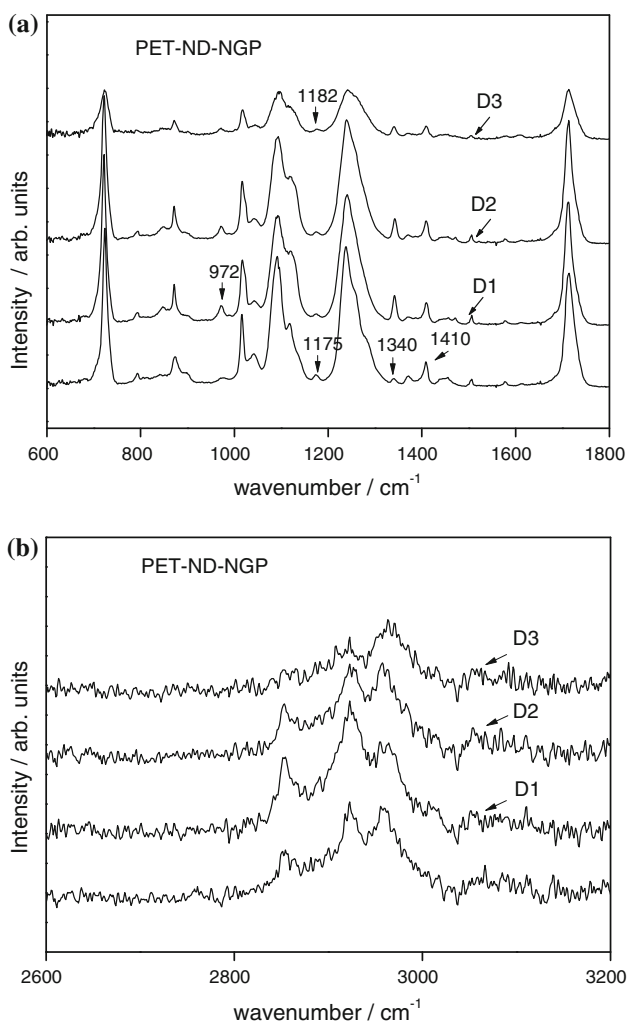 (a)
PET-ND-NGP
1182
D3
D2
972
D1
1175
1340
1410
Intensity / arb. units
600 800 1000 1200 1400 1600 1800
wavenumber / cm⁻¹
(b)
PET-ND-NGP
D3
D2
D1
Intensity / arb. units
2600 2800 3000 3200
wavenumber / cm⁻¹